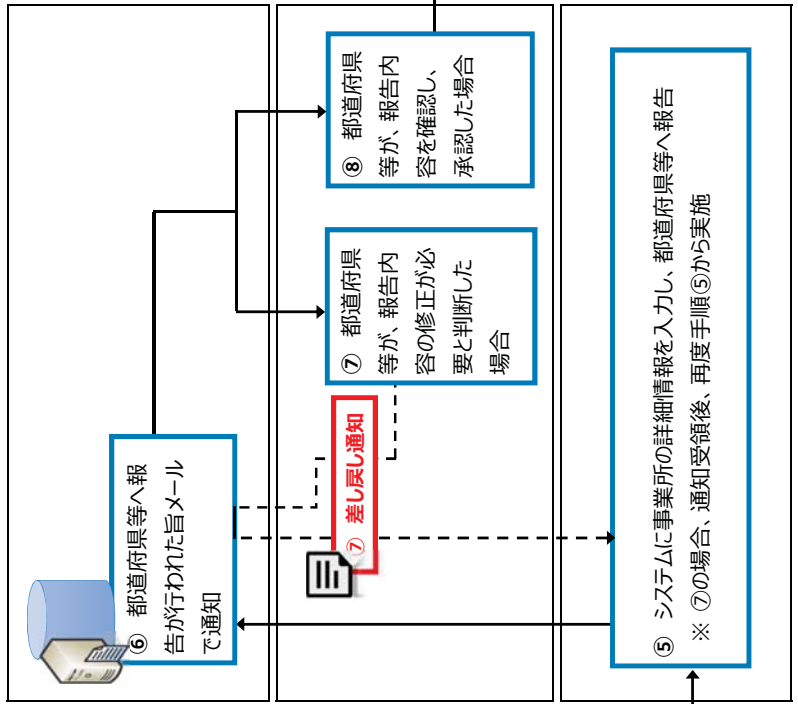 ⑥ 都道府県等へ報
告が行われた旨メール
で通知
⑦ 差し戻し通知
⑦ 都道府県
等が、報告内
容の修正が必
要と判断した
場合
⑧ 都道府県
等が、報告内
容を確認し、
承認した場合
⑤ システムに事業所の詳細情報を入力し、都道府県等へ報告
※ ⑦の場合、通知受領後、再度手順⑤から実施